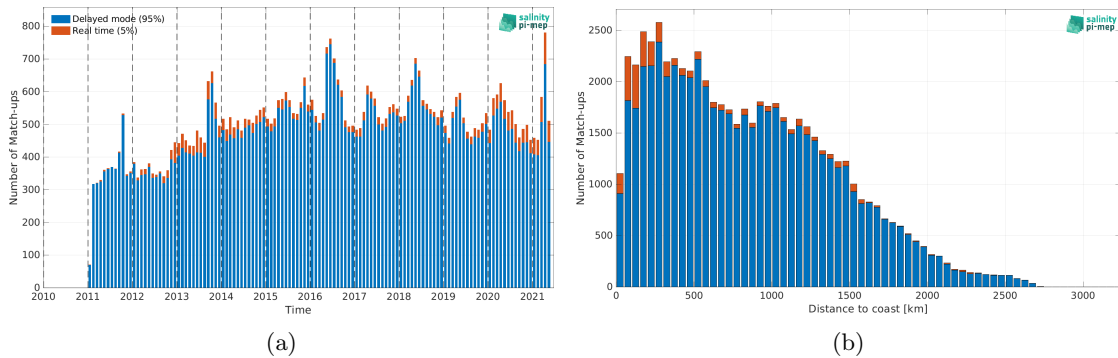 Delayed mode (95%)
Real time (5%)
salinity
pi-mep
Number of Match-ups
800
700
600
500
400
300
200
100
0
2010 2011 2012 2013 2014 2015 2016 2017 2018 2019 2020 2021
Time
(a)
salinity
pi-mep
Number of Match-ups
2500
2000
1500
1000
500
0
0 500 1000 1500 2000 2500 3000
Distance to coast [km]
(b)